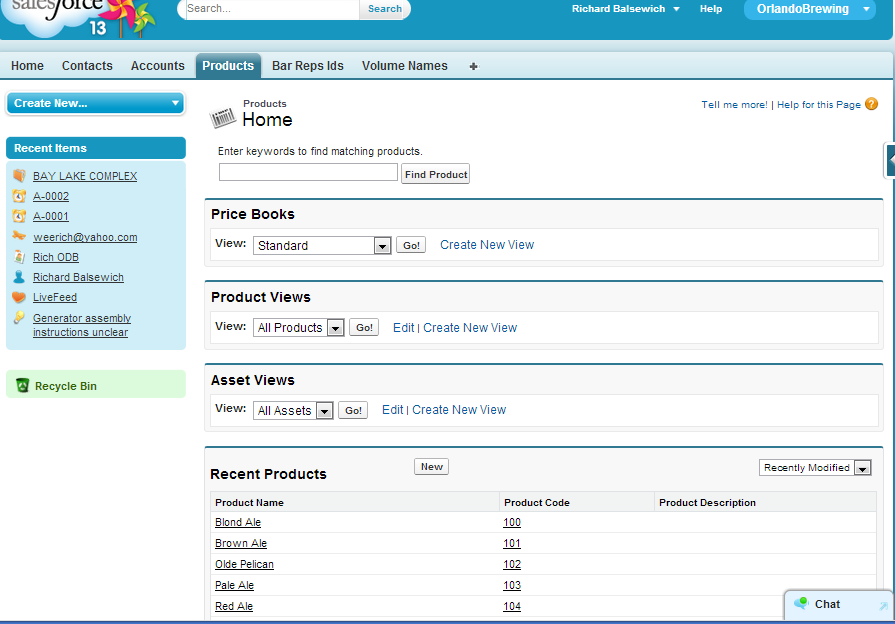 salesforce
13
Search...
Search
Richard Balsewich
Help
OrlandoBrewing
Home
Contacts
Accounts
Products
Bar Reps Ids
Volume Names
+
Create New...
Recent Items
BAY LAKE COMPLEX
A-0002
A-0001
weerich@yahoo.com
Rich ODB
Richard Balsewich
LiveFeed
Generator assembly
instructions unclear
Recycle Bin
Products
Home
Tell me more! | Help for this Page ?
Enter keywords to find matching products.
Find Product
Price Books
View: Standard Go! Create New View
Product Views
View: All Products Go! Edit | Create New View
Asset Views
View: All Assets Go! Edit | Create New View
Recent Products New Recently Modified
Product Name Product Code Product Description
Blond Ale 100
Brown Ale 101
Olde Pelican 102
Pale Ale 103
Red Ale 104
Chat